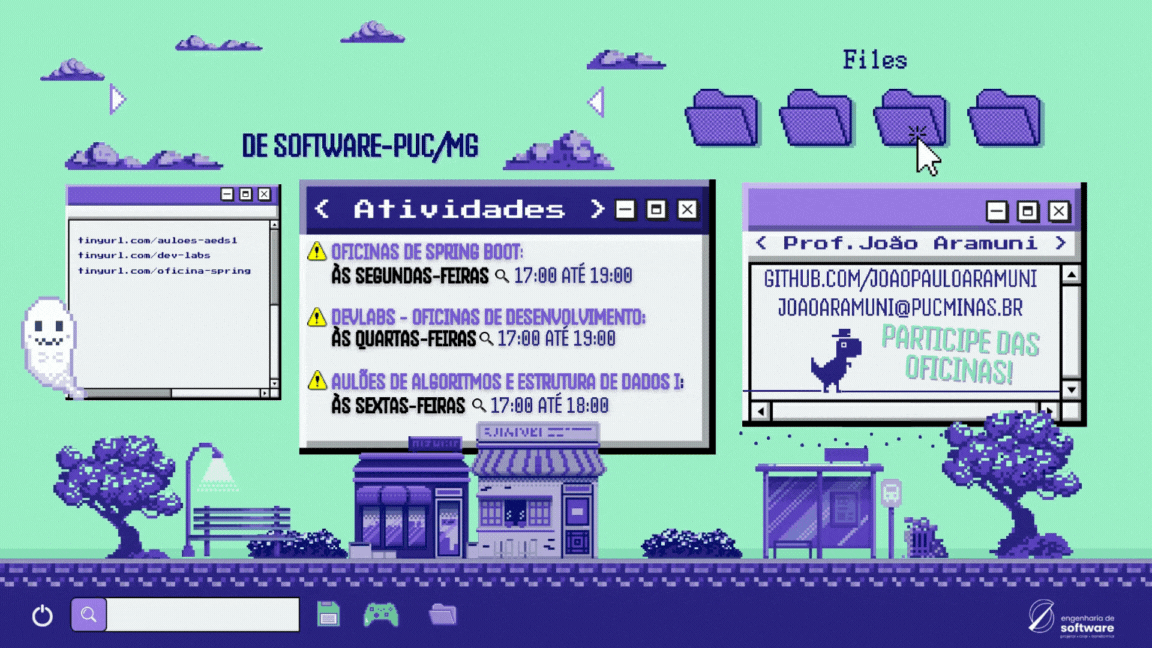 Files
DE SOFTWARE-PUC/MG
tinyurl.com/auloes-aeds1
tinyurl.com/dev-labs
tinyurl.com/oficina-spring
< Atividades >
OFICINAS DE SPRING BOOT:
ÀS SEGUNDAS-FEIRAS 17:00 ATÉ 19:00
DEVLABS - OFICINAS DE DESENVOLVIMENTO:
ÀS QUARTAS-FEIRAS 17:00 ATÉ 19:00
AULÕES DE ALGORITMOS E ESTRUTURA DE DADOS I:
ÀS SEXTAS-FEIRAS 17:00 ATÉ 18:00
< Prof.João Aramuni >
GITHUB.COM/JOAOPAULOARAMUNI
JOAOARAMUNI@PUCMINAS.BR
PARTICIPE DAS
OFICINAS!
engenharia de
software